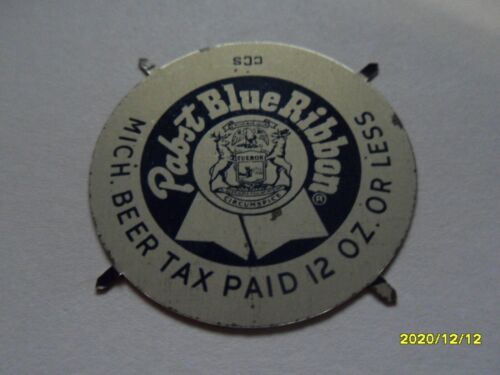 CCS
Pabst Blue Ribbon ®
TUEBOR
CIRCUMSPICE
MICH. BEER TAX PAID 12 OZ. OR LESS
2020/12/12